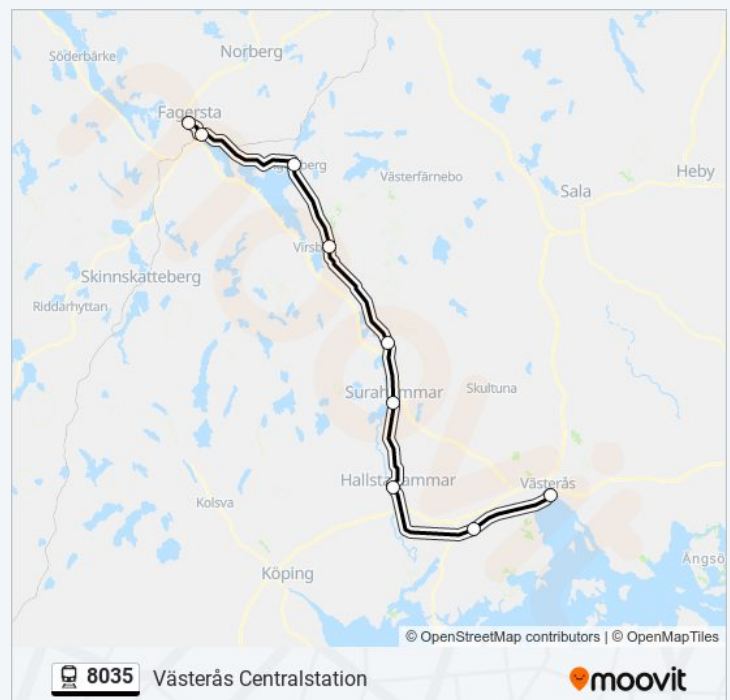 Norberg
Söderbärke
Fagersta
Heby
Västerfärnebo
Sala
Virsb
Skinnskatteberg
Riddarhyttan
Surahammar
Skultuna
Hallstahammar
Västerås
Kolsva
Ängsö
Köping
© OpenStreetMap contributors | © OpenMapTiles
8035 Västerås Centralstation
moovit